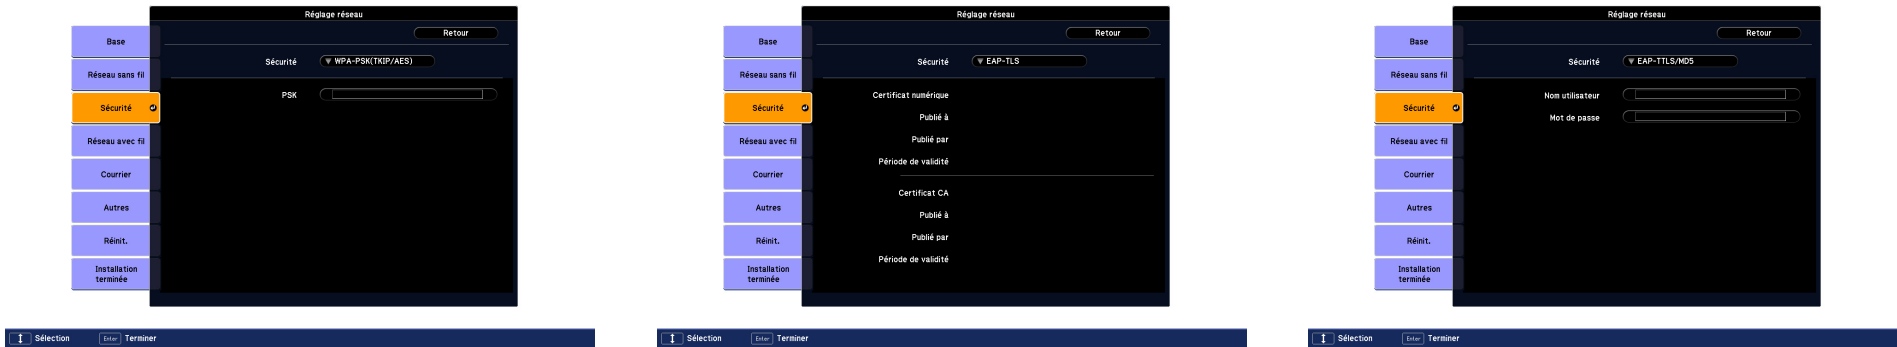 Réglage réseau
Retour
Base
Réseau sans fil
Sécurité
Réseau avec fil
Courrier
Autres
Réinit.
Installation
terminée
Sécurité
WPA-PSK(TKIP/AES)
PSK
Sélection
Enter Terminer
Réglage réseau
Retour
Base
Réseau sans fil
Sécurité
Réseau avec fil
Courrier
Autres
Réinit.
Installation
terminée
Sécurité
EAP-TLS
Certificat numérique
Publié à
Publié par
Période de validité
Certificat CA
Publié à
Publié par
Période de validité
Sélection
Enter Terminer
Réglage réseau
Retour
Base
Réseau sans fil
Sécurité
Réseau avec fil
Courrier
Autres
Réinit.
Installation
terminée
Sécurité
EAP-TTLS/MD5
Nom utilisateur
Mot de passe
Sélection
Enter Terminer